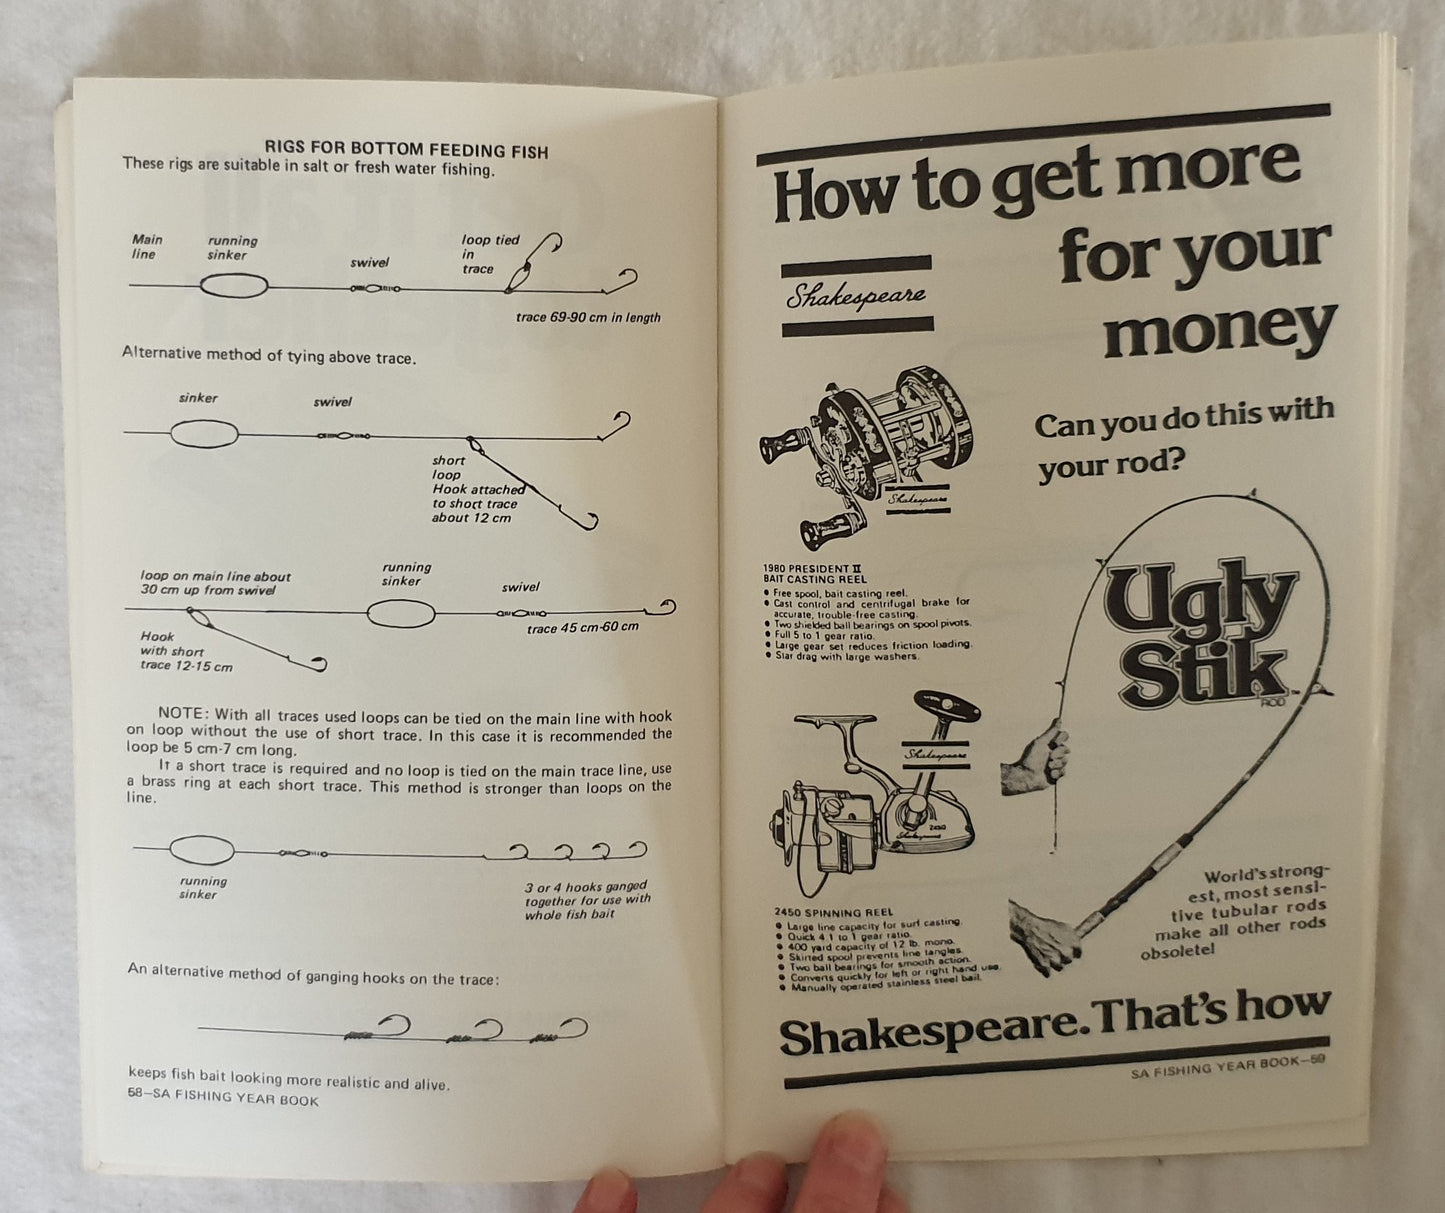 RIGS FOR BOTTOM FEEDING FISH
These rigs are suitable in salt or fresh water fishing.
Main
line
running
sinker
swivel
loop tied
in
trace
trace 69-90 cm in length
Alternative method of tying above trace.
sinker
swivel
short
loop
Hook attached
to short trace
about 12 cm
loop on main line about
30 cm up from swivel
running
sinker
swivel
trace 45 cm-60 cm
Hook
with short
trace 12-15 cm
NOTE: With all traces used loops can be tied on the main line with hook
on loop without the use of short trace. In this case it is recommended the
loop be 5 cm-7 cm long.
If a short trace is required and no loop is tied on the main trace line, use
a brass ring at each short trace. This method is stronger than loops on the
line.
running
sinker
3 or 4 hooks ganged
together for use with
whole fish bait
An alternative method of ganging hooks on the trace:
keeps fish bait looking more realistic and alive.
58—SA FISHING YEAR BOOK
How to get more
for your
money
Shakespeare
Can you do this with
your rod?
Shakespeare
1980 PRESIDENT II
BAIT CASTING REEL
• Free spool, bait casting reel.
• Cast control and centrifugal brake for
accurate, trouble-free casting.
• Two shielded ball bearings on spool pivots.
• Full 5 to 1 gear ratio.
• Large gear set reduces friction loading.
• Star drag with large washers.
Ugly
Stik
ROD
Shakespeare
2450
Shakespeare
2450 SPINNING REEL
• Large line capacity for surf casting.
• Quick 4.1 to 1 gear ratio.
• 400 yard capacity of 12 lb. mono.
• Skirted spool prevents line tangles.
• Two ball bearings for smooth action.
• Converts quickly for left or right hand use.
• Manually operated stainless steel bail.
World's strong-
est, most sensi-
tive tubular rods
make all other rods
obsolete!
Shakespeare. That's how
SA FISHING YEAR BOOK—59